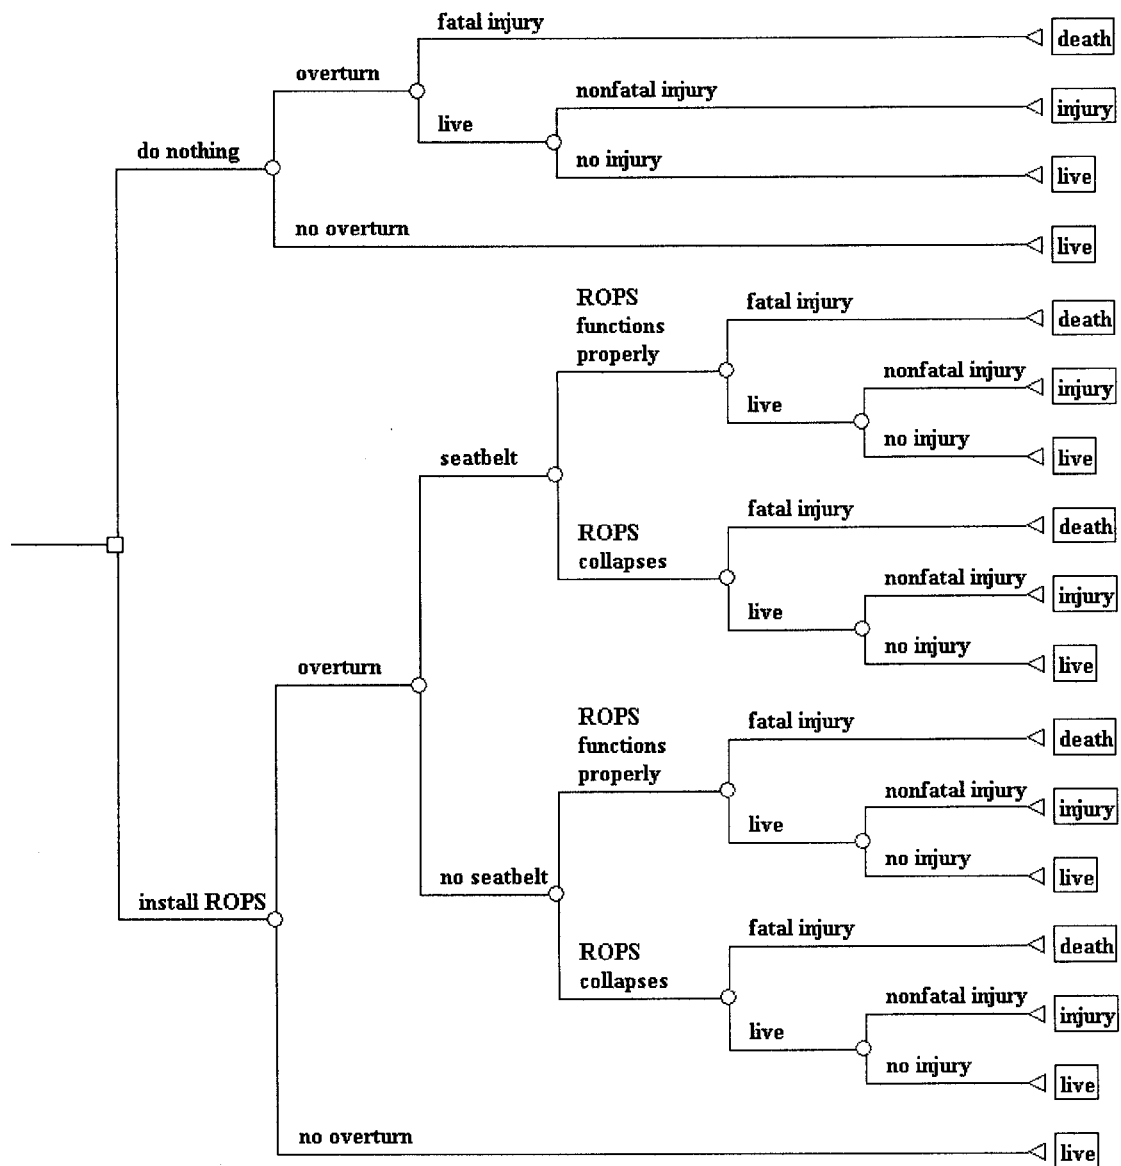 fatal injury
death
overturn
nonfatal injury
injury
live
do nothing
no injury
live
no overturn
live
ROPS
functions
properly
fatal injury
death
nonfatal injury
injury
live
no injury
live
seatbelt
fatal injury
death
ROPS
collapses
nonfatal injury
injury
live
no injury
live
overturn
ROPS
functions
properly
fatal injury
death
nonfatal injury
injury
live
no injury
live
no seatbelt
install ROPS
fatal injury
death
ROPS
collapses
nonfatal injury
injury
live
no injury
live
no overturn
live